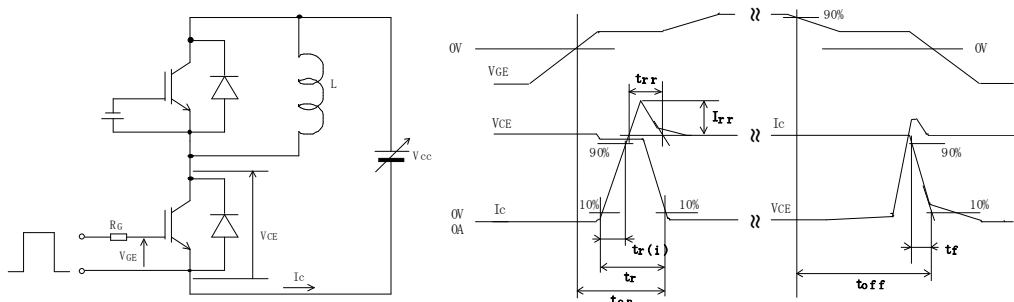 L
Vcc
RG
VGE
VCE
Ic
0V
VGE
90%
0V
trr
Irr
VCE
Ic
90%
90%
0V
0A
Ic
10%
10%
VCE
10%
tr(i)
tr
ton
tf
toff